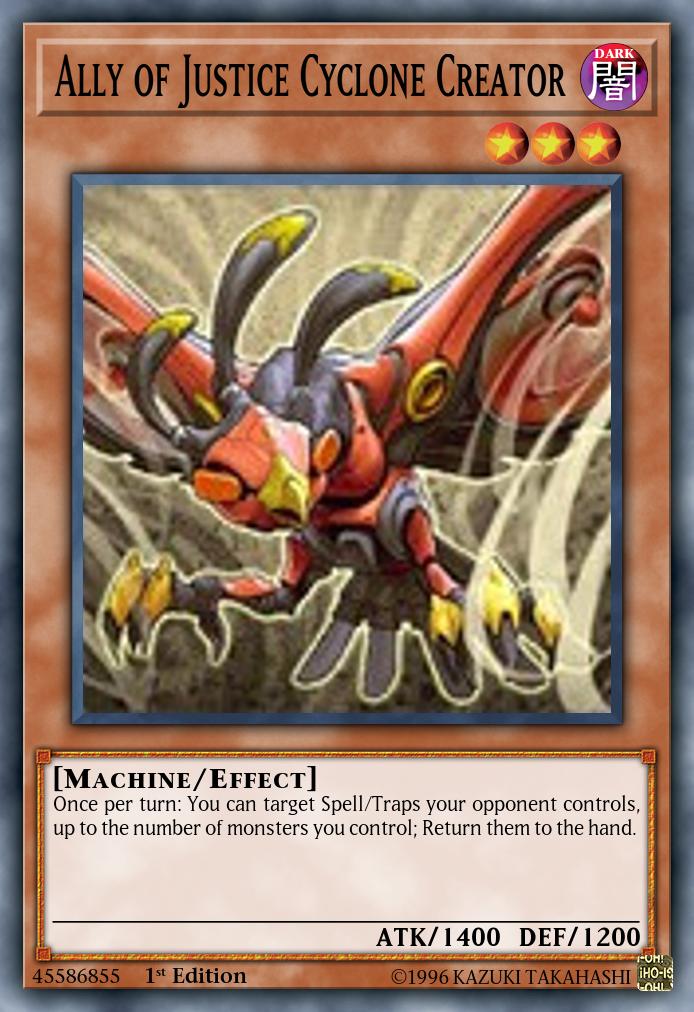 Ally of Justice Cyclone Creator
DARK
闇
[Machine/Effect]
Once per turn: You can target Spell/Traps your opponent controls,
up to the number of monsters you control; Return them to the hand.
ATK/1400 DEF/1200
45586855 1st Edition ©1996 KAZUKI TAKAHASHI